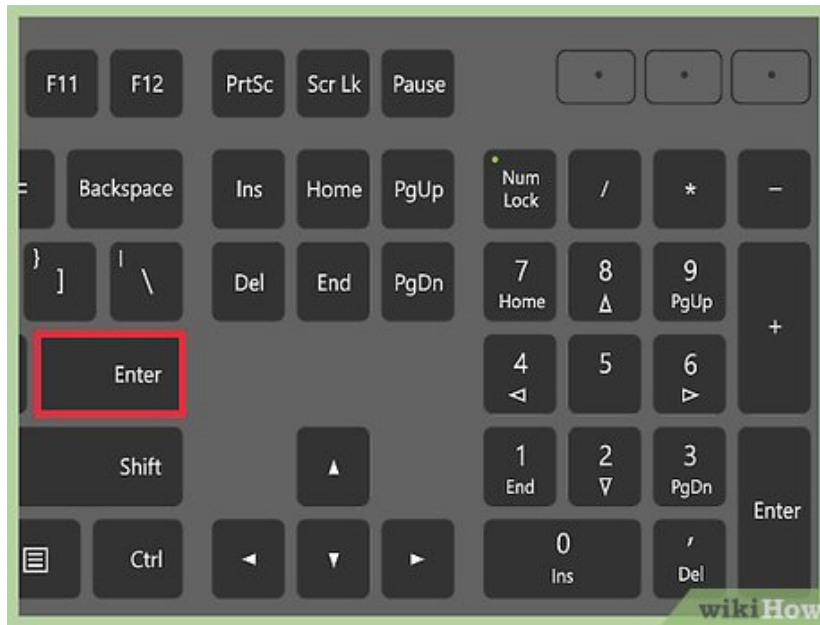 F11 F12 PrtSc Scr Lk Pause
= Backspace Ins Home PgUp Num Lock / * -
} ] | \ Del End PgDn 7 Home 8 9 PgUp +
Enter 4 5 6
Shift 1 End 2 3 PgDn Enter
Ctrl 0 Ins ' Del
wikiHow